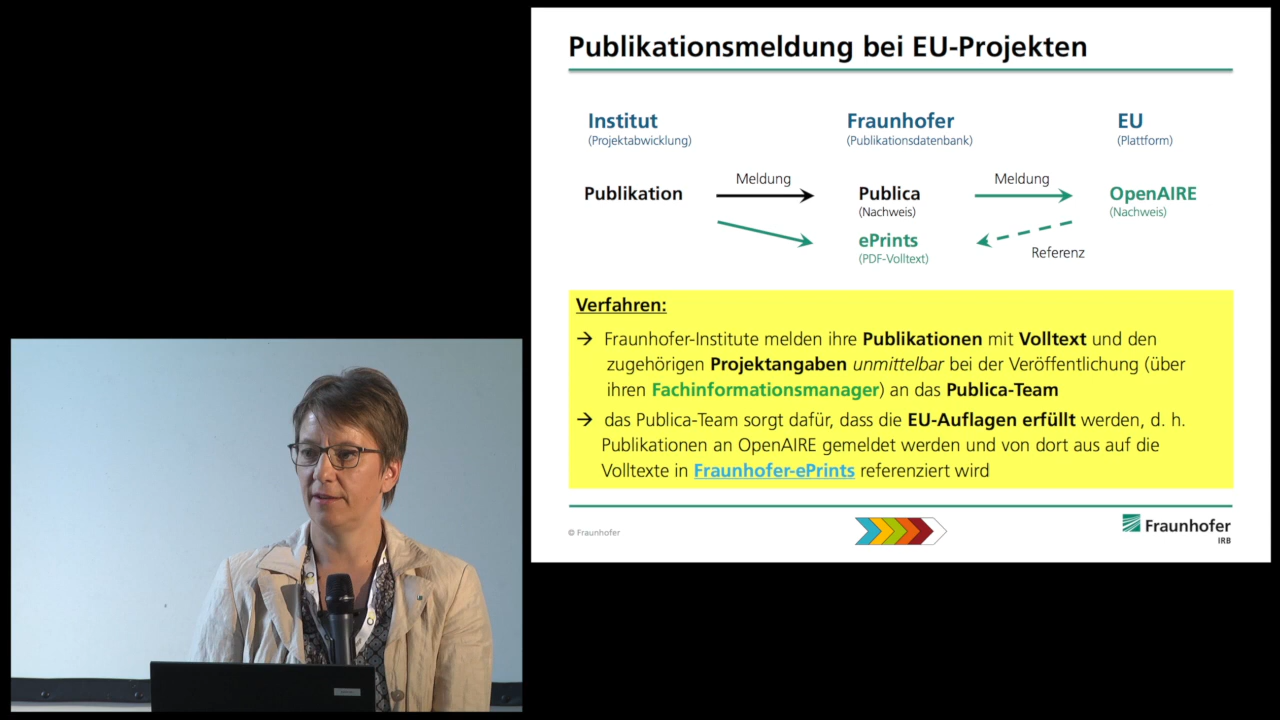 Publikationsmeldung bei EU-Projekten
Institut
(Projektabwicklung)
Fraunhofer
(Publikationsdatenbank)
EU
(Plattform)
Publikation
Meldung
Publica
(Nachweis)
Meldung
OpenAIRE
(Nachweis)
ePrints
(PDF-Volltext)
Referenz
Verfahren:
→ Fraunhofer-Institute melden ihre Publikationen mit Volltext und den
zugehörigen Projektangaben unmittelbar bei der Veröffentlichung (über
ihren Fachinformationsmanager) an das Publica-Team
→ das Publica-Team sorgt dafür, dass die EU-Auflagen erfüllt werden, d. h.
Publikationen an OpenAIRE gemeldet werden und von dort aus auf die
Volltexte in Fraunhofer-ePrints referenziert wird
© Fraunhofer
Fraunhofer
IRB